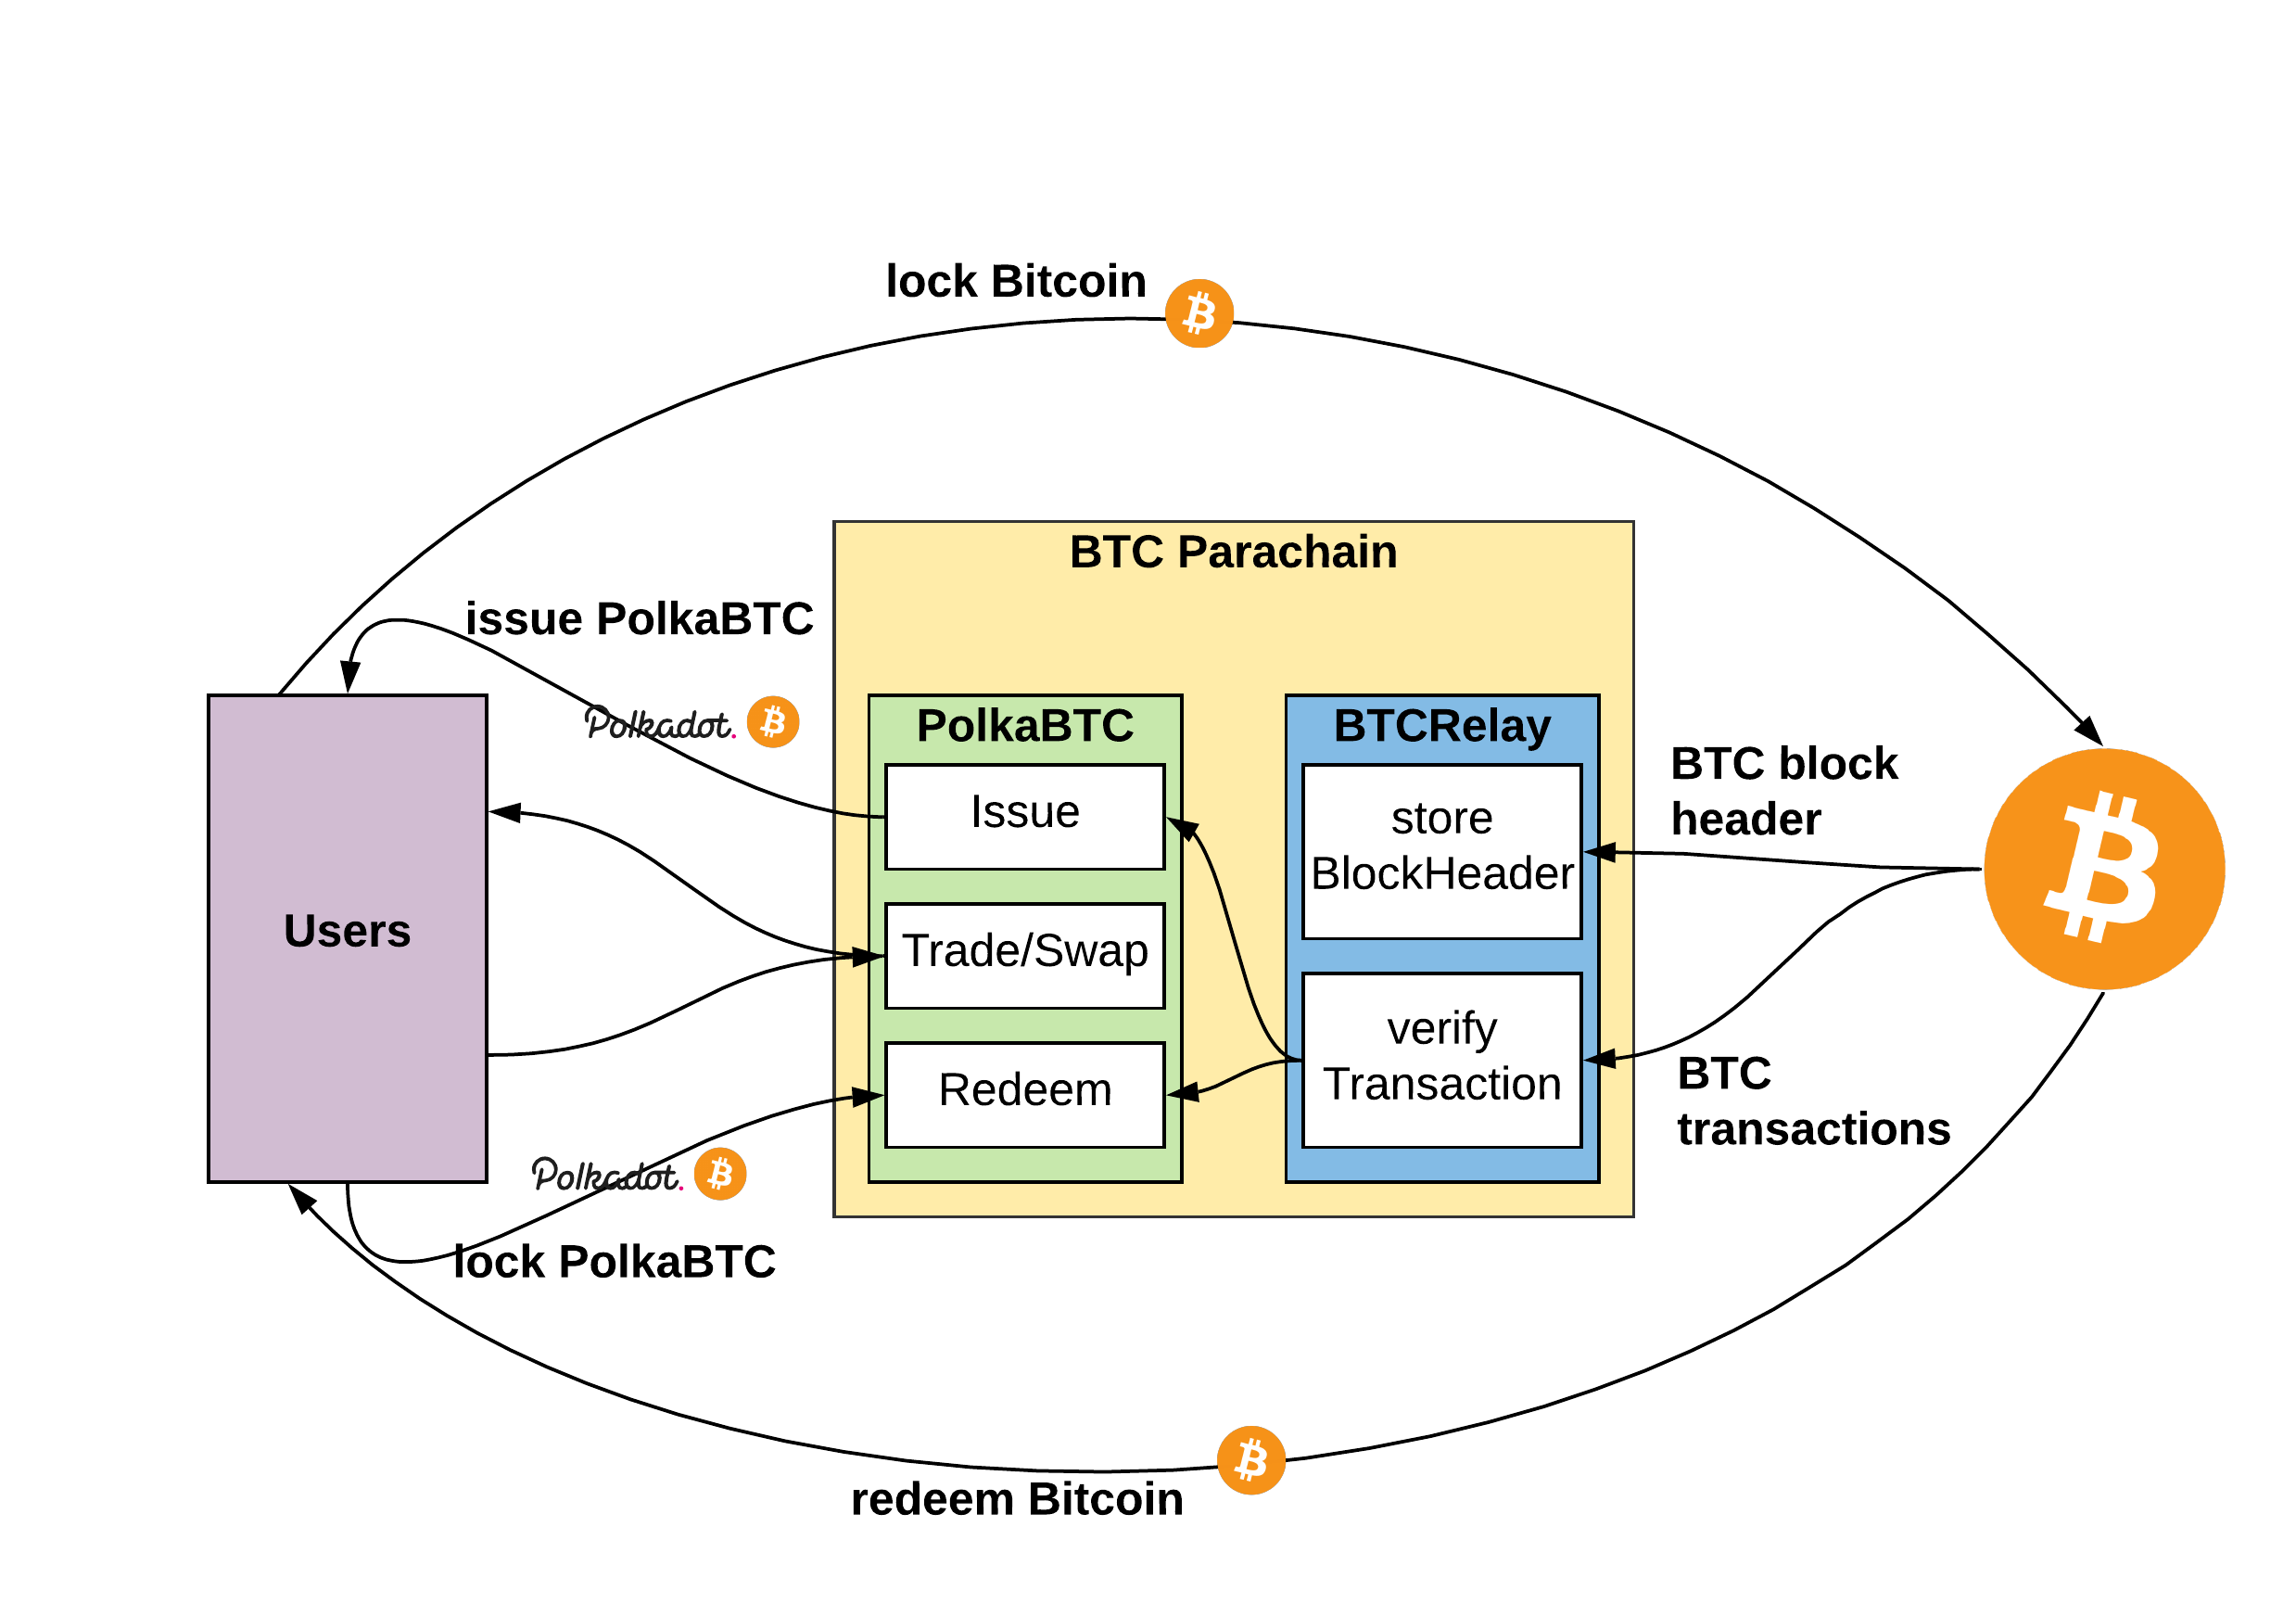 lock Bitcoin
BTC Parachain
issue PolkaBTC
Polkadot.
PolkaBTC
BTCRelay
BTC block
header
Issue
store
BlockHeader
Users
Trade/Swap
verify
Transaction
Redeem
BTC
transactions
Polkadot.
lock PolkaBTC
redeem Bitcoin